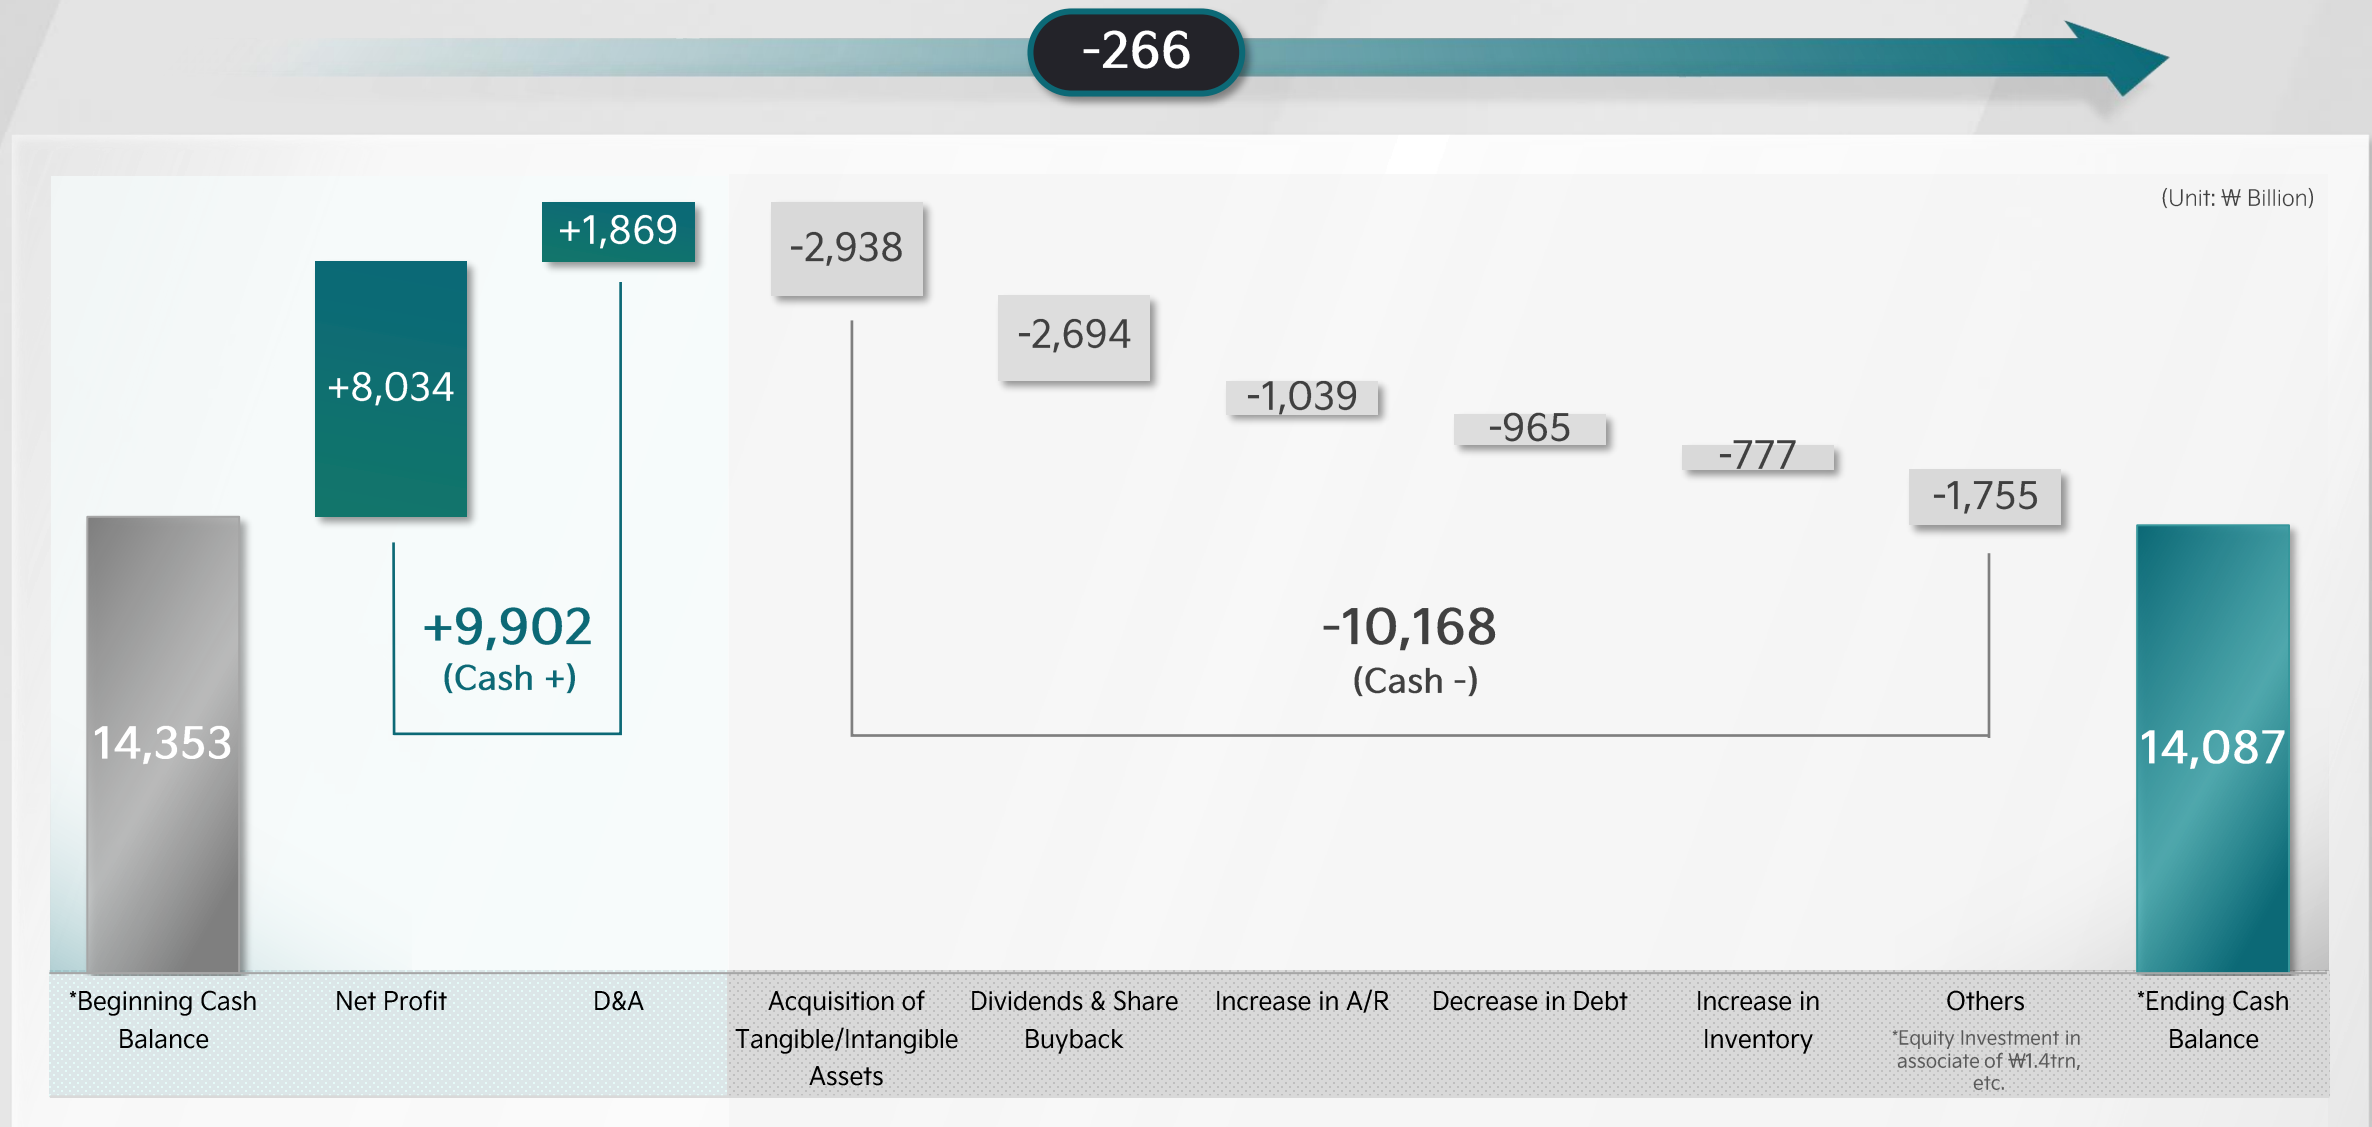 -266
(Unit: ₩ Billion)
+1,869
-2,938
-2,694
+8,034
-1,039
-965
-777
-1,755
+9,902
(Cash +)
-10,168
(Cash -)
14,353
14,087
*Beginning Cash
Balance
Net Profit
D&A
Acquisition of
Tangible/Intangible
Assets
Dividends & Share
Buyback
Increase in A/R
Decrease in Debt
Increase in
Inventory
Others
*Equity Investment in
associate of ₩1.4trn,
etc.
*Ending Cash
Balance